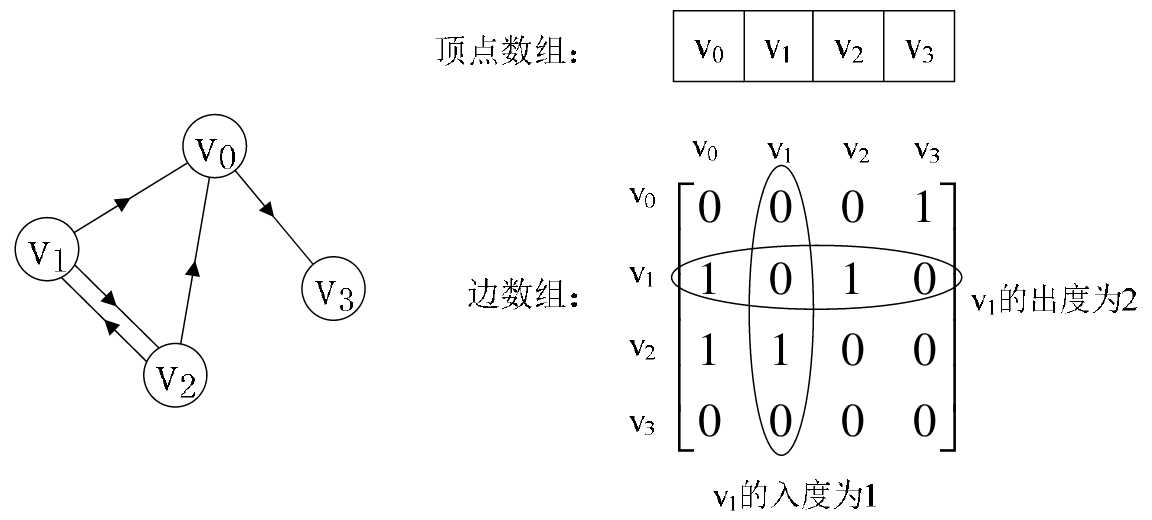 顶点数组： v0 v1 v2 v3
v0
v1
v2
v3
边数组：
v0 v1 v2 v3
v0 0 0 0 1
v1 1 0 1 0
v2 1 1 0 0
v3 0 0 0 0
v1的出度为2
v1的入度为1